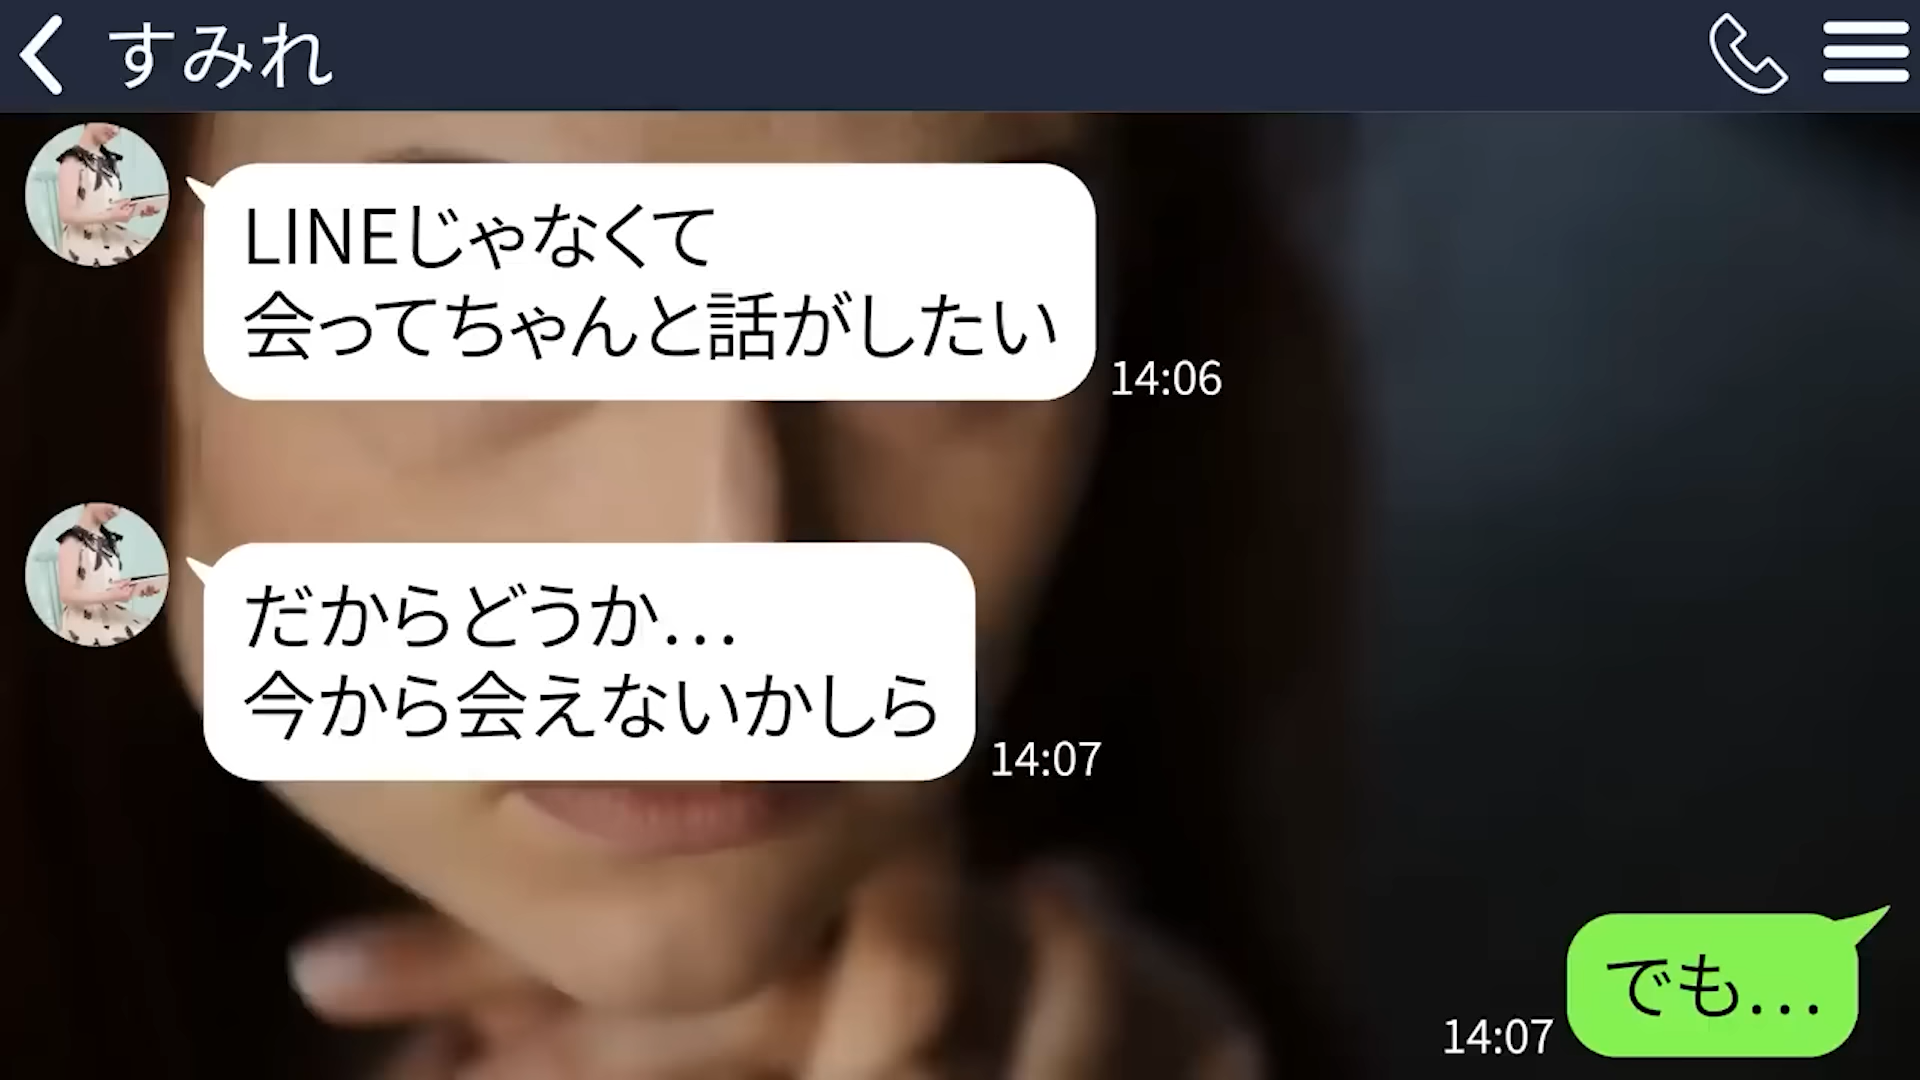 すみれ
LINEじゃなくて
会ってちゃんと話がしたい
14:06
だからどうか…
今から会えないかしら
14:07
でも…
14:07